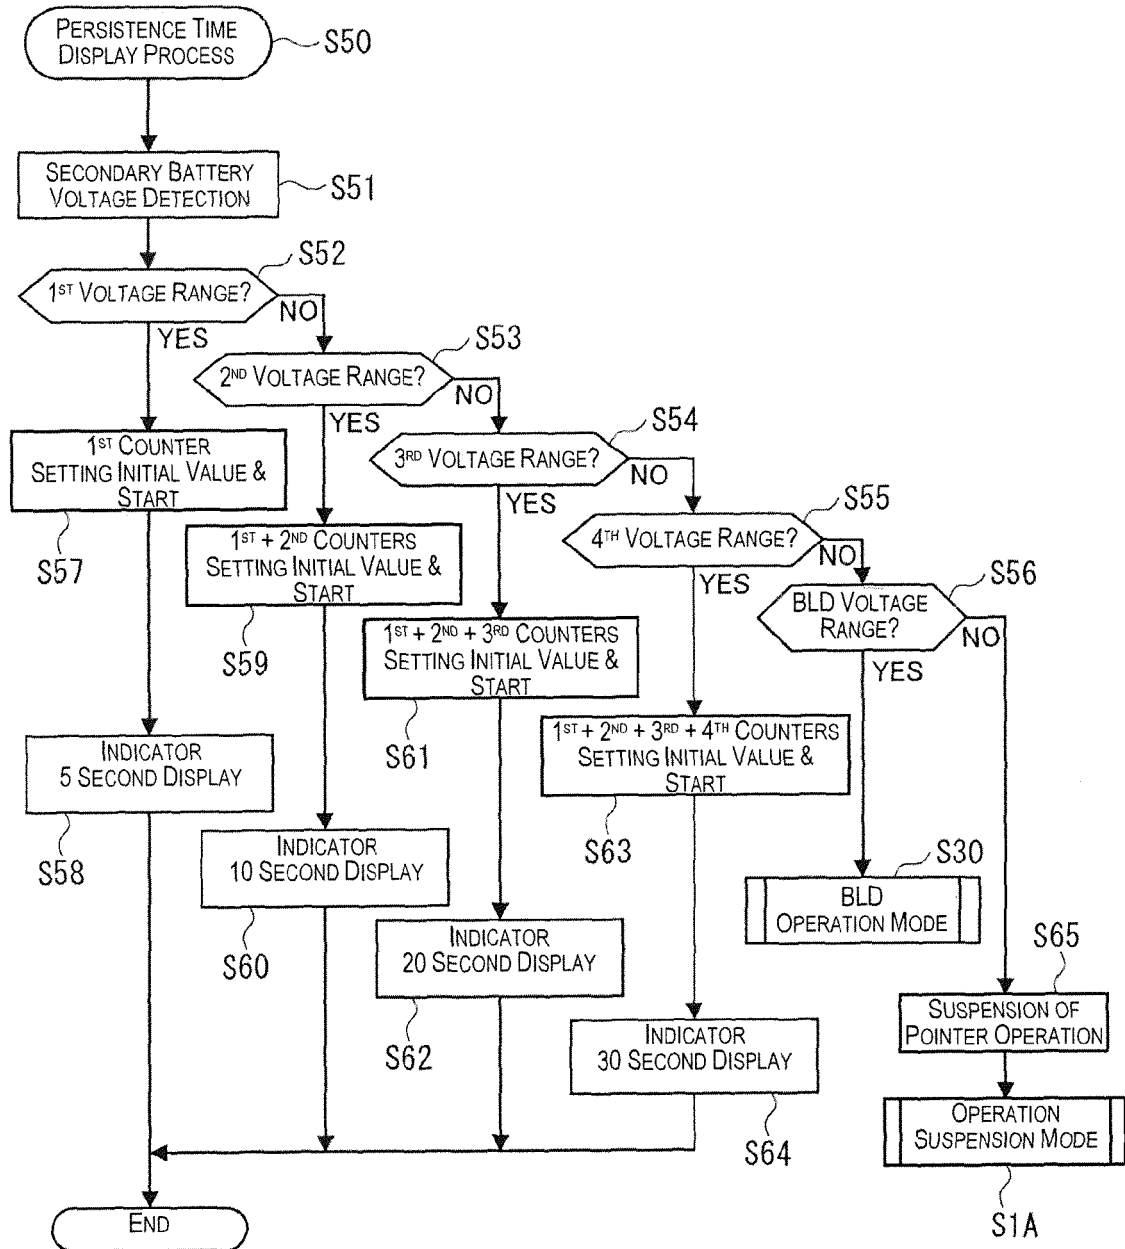 PERSISTENCE TIME
DISPLAY PROCESS
S50
SECONDARY BATTERY
VOLTAGE DETECTION
S51
S52
1ST VOLTAGE RANGE?
NO
YES
S53
2ND VOLTAGE RANGE?
NO
YES
S54
3RD VOLTAGE RANGE?
NO
YES
S55
4TH VOLTAGE RANGE?
NO
YES
S56
BLD VOLTAGE
RANGE?
NO
YES
1ST COUNTER
SETTING INITIAL VALUE &
START
S57
1ST + 2ND COUNTERS
SETTING INITIAL VALUE &
START
S59
1ST + 2ND + 3RD COUNTERS
SETTING INITIAL VALUE &
START
S61
1ST + 2ND + 3RD + 4TH COUNTERS
SETTING INITIAL VALUE &
START
S63
INDICATOR
5 SECOND DISPLAY
S58
INDICATOR
10 SECOND DISPLAY
S60
INDICATOR
20 SECOND DISPLAY
S62
INDICATOR
30 SECOND DISPLAY
S64
S30
BLD
OPERATION MODE
S65
SUSPENSION OF
POINTER OPERATION
OPERATION
SUSPENSION MODE
S1A
END